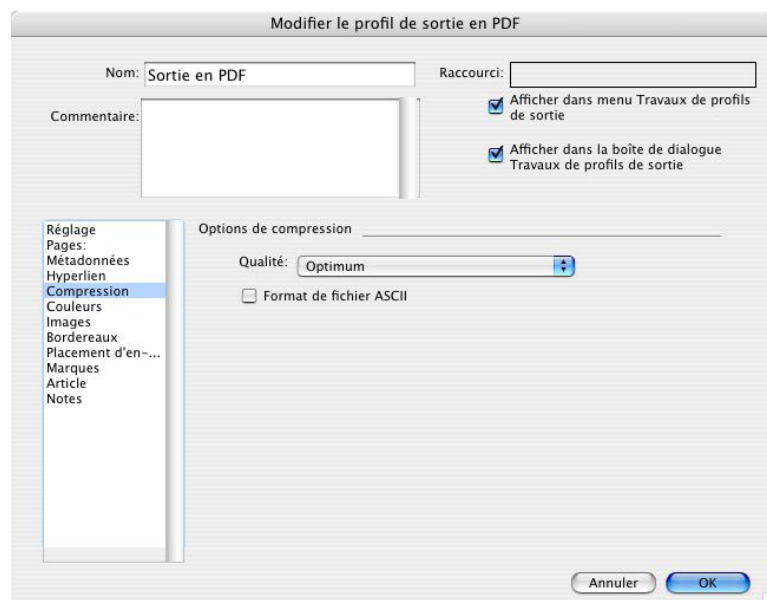 Modifier le profil de sortie en PDF
Nom: Sortie en PDF
Raccourci:
Commentaire:
Afficher dans menu Travaux de profils
de sortie
Afficher dans la boîte de dialogue
Travaux de profils de sortie
Réglage
Pages:
Métadonnées
Hyperlien
Compression
Couleurs
Images
Bordereaux
Placement d'en-...
Marques
Article
Notes
Options de compression
Qualité: Optimum
Format de fichier ASCII
Annuler OK